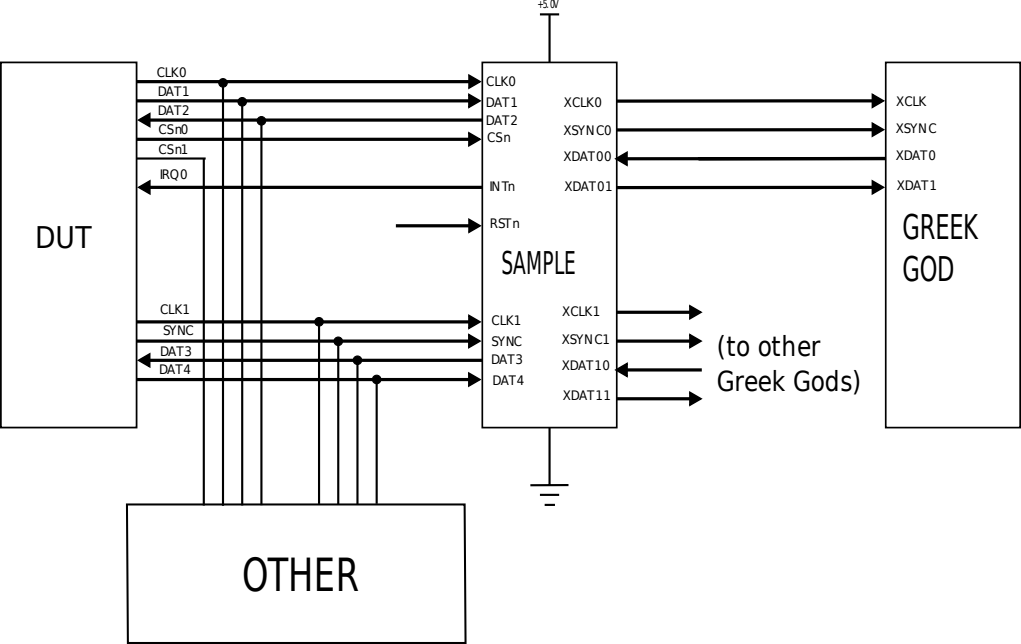 +5.0V
CLK0
DAT1
DAT2
CSn0
CSn1
IRQ0
DUT
CLK1
SYNC
DAT3
DAT4
CLK0
DAT1
DAT2
CSn
INTn
RSTn
SAMPLE
CLK1
SYNC
DAT3
DAT4
XCLK0
XSYNC0
XDAT00
XDAT01
XCLK1
XSYNC1
XDAT10
XDAT11
(to other
Greek Gods)
XCLK
XSYNC
XDAT0
XDAT1
GREEK
GOD
OTHER